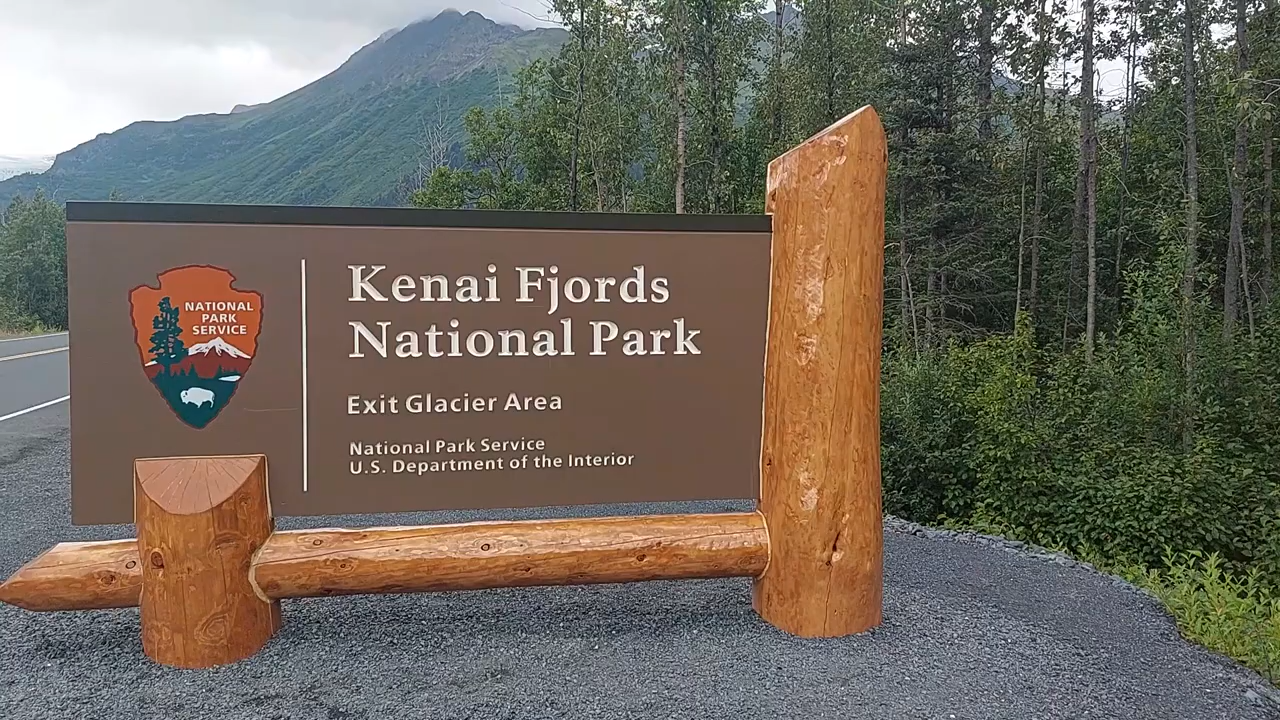 NATIONAL
PARK
SERVICE
Kenai Fjords
National Park
Exit Glacier Area
National Park Service
U.S. Department of the Interior